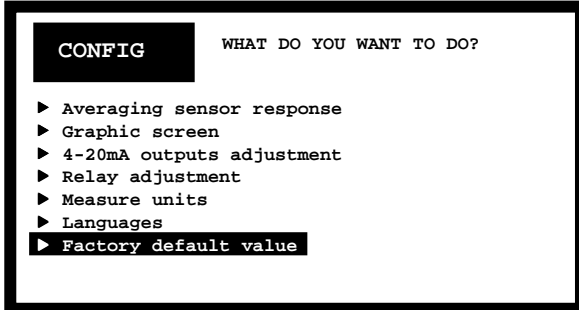 CONFIG
WHAT DO YOU WANT TO DO?
Averaging sensor response
Graphic screen
4-20mA outputs adjustment
Relay adjustment
Measure units
Languages
Factory default value